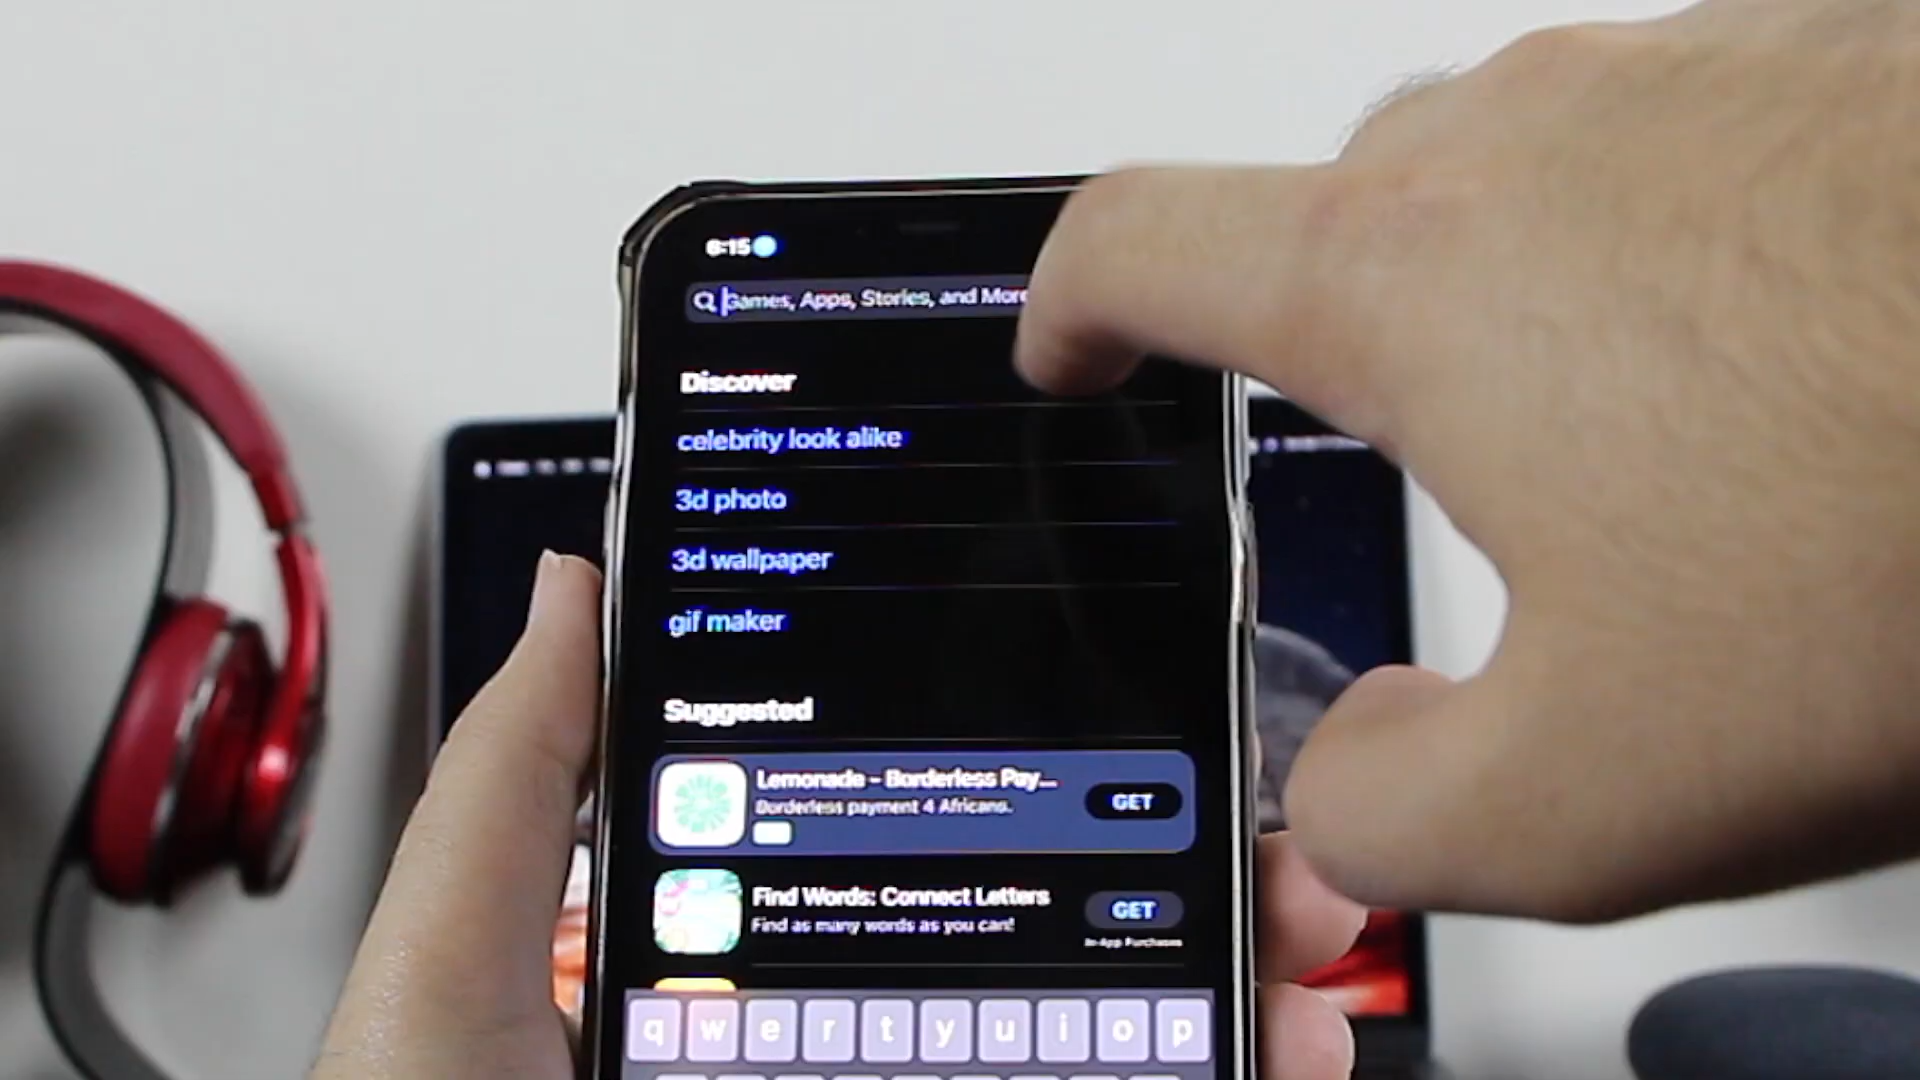 6:15
Games, Apps, Stories, and More
Discover
celebrity look alike
3d photo
3d wallpaper
gif maker
Suggested
Lemonade - Borderless Pay...
GET
Borderless payment 4 Africans.
Find Words: Connect Letters
GET
Find as many words as you can!
In-App Purchases
q w e r t y u i o p